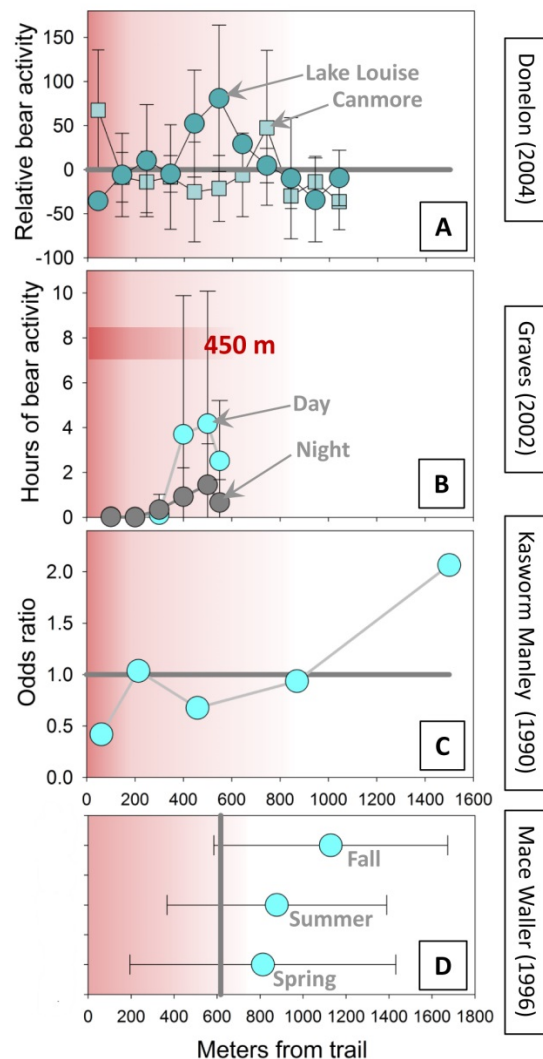 150
100
50
0
-50
-100
Relative bear activity
Lake Louise
Canmore
A
Donelon (2004)
10
8
6
4
2
0
Hours of bear activity
450 m
Day
Night
B
Graves (2002)
2.0
1.5
1.0
0.5
0.0
Odds ratio
C
Kasworm Manley (1990)
0 200 400 600 800 1000 1200 1400 1600
Fall
Summer
Spring
D
Mace Waller (1996)
0 200 400 600 800 1000 1200 1400 1600 1800
Meters from trail